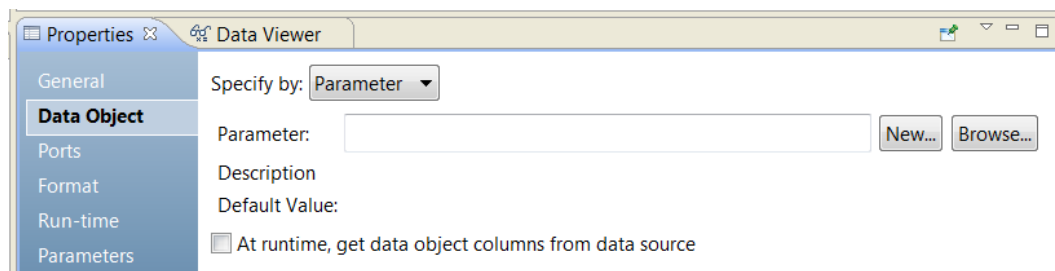 Properties Data Viewer
General
Specify by: Parameter
Data Object
Parameter: New... Browse...
Ports
Description
Format
Default Value:
Run-time
At runtime, get data object columns from data source
Parameters